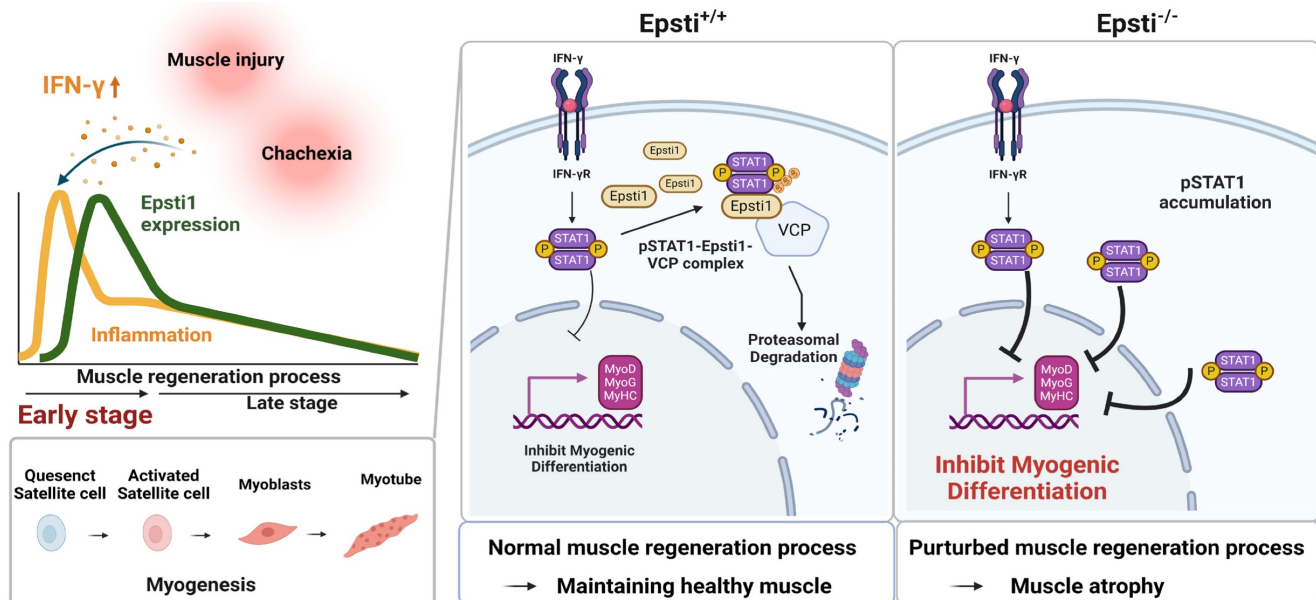 Muscle injury
IFN-γ
Chachexia
Epsti1
expression
Inflammation
Muscle regeneration process
Early stage
Late stage
Quesenct
Satellite cell
Activated
Satellite cell
Myoblasts
Myotube
Myogenesis
Epsti+/+
IFN-γ
IFN-γR
Epsti1
Epsti1
Epsti1
P
STAT1
STAT1
P
S
S
S
Epsti1
VCP
P
STAT1
STAT1
P
pSTAT1-Epsti1-
VCP complex
Proteasomal
Degradation
MyoD
MyoG
MyHC
Inhibit Myogenic
Differentiation
Normal muscle regeneration process
Maintaining healthy muscle
Epsti-/-
IFN-γ
IFN-γR
pSTAT1
accumulation
P
STAT1
STAT1
P
P
STAT1
STAT1
P
P
STAT1
STAT1
P
MyoD
MyoG
MyHC
Inhibit Myogenic
Differentiation
Purturbed muscle regeneration process
Muscle atrophy